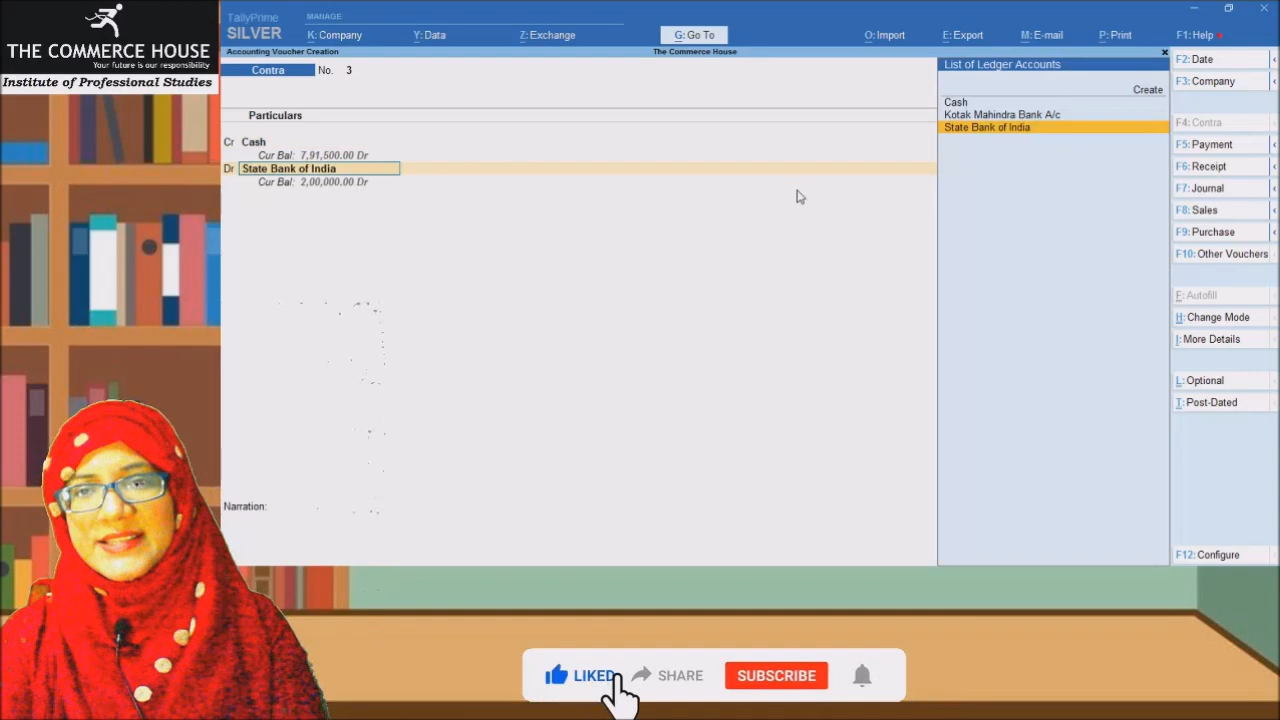 THE COMMERCE HOUSE
Your future is our responsibility
Institute of Professional Studies
TallyPrime
SILVER
MANAGE
K: Company
Y: Data
Z: Exchange
G: Go To
O: Import
E: Export
M: E-mail
P: Print
F1: Help
Accounting Voucher Creation
The Commerce House
Contra No. 3
Particulars
Cr Cash
Cur Bal: 7,91,500.00 Dr
Dr State Bank of India
Cur Bal: 2,00,000.00 Dr
Narration:
List of Ledger Accounts
Create
Cash
Kotak Mahindra Bank A/c
State Bank of India
F2: Date
F3: Company
F4: Contra
F5: Payment
F6: Receipt
F7: Journal
F8: Sales
F9: Purchase
F10: Other Vouchers
F: Autofill
H: Change Mode
I: More Details
L: Optional
T: Post-Dated
F12: Configure
LIKED
SHARE
SUBSCRIBE